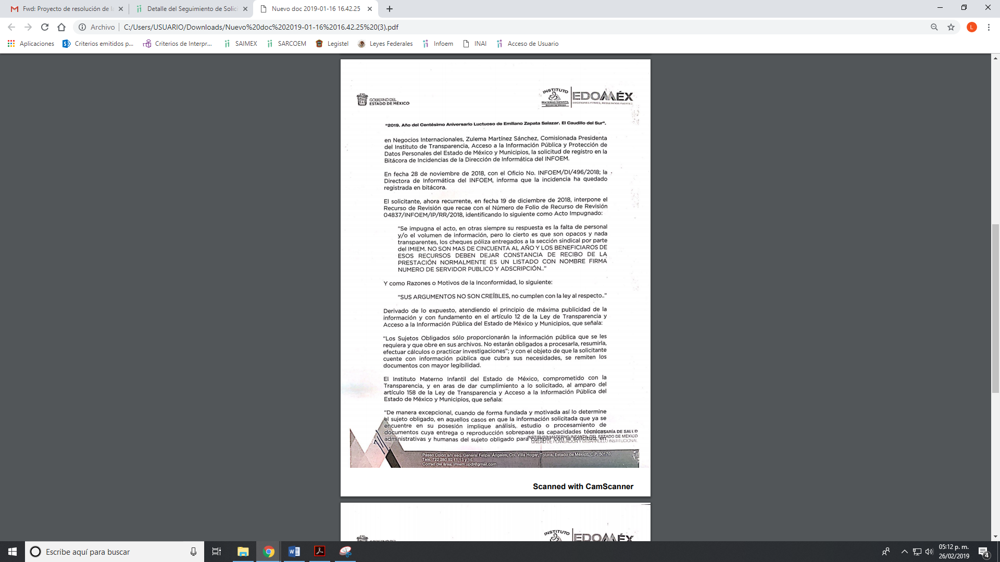 Fwd: Proyecto de resolución de la
Detalle del Seguimiento de Solici
Nuevo doc 2019-01-16 16.42.25
Archivo
C:/Users/USUARIO/Downloads/Nuevo%20doc%202019-01-16%2016.42.25%20(3).pdf
L
Aplicaciones
Criterios emitidos p...
Criterios de Interpr...
SAIMEX
SARCOEM
Legistel
Leyes Federales
Infoem
INAI
Acceso de Usuario
GOBIERNO DEL
ESTADO DE MÉXICO
INSTITUTO
MATERNO INFANTIL
ESTADO DE MÉXICO
EDOMÉX
DECISIONES FIRMES, RESULTADOS FUERTES.
"2019. Año del Centésimo Aniversario Luctuoso de Emiliano Zapata Salazar. El Caudillo del Sur".
en Negocios Internacionales, Zulema Martínez Sánchez, Comisionada Presidenta
del Instituto de Transparencia, Acceso a la Información Pública y Protección de
Datos Personales del Estado de México y Municipios, la solicitud de registro en la
Bitácora de Incidencias de la Dirección de Informática del INFOEM.
En fecha 28 de noviembre de 2018, con el Oficio No. INFOEM/DI/496/2018; la
Directora de Informática del INFOEM, informa que la incidencia ha quedado
registrada en bitácora.
El solicitante, ahora recurrente, en fecha 19 de diciembre de 2018, interpone el
Recurso de Revisión que recae con el Número de Folio de Recurso de Revisión
04837/INFOEM/IP/RR/2018, identificando lo siguiente como Acto Impugnado:
"Se impugna el acto, en otras siempre su respuesta es la falta de personal
y/o el volumen de información, pero lo cierto es que son opacos y nada
transparentes, los cheques póliza entregados a la sección sindical por parte
del IMIEM. NO SON MAS DE CINCUENTA AL AÑO Y LOS BENEFICIAROS DE
ESOS RECURSOS DEBEN DEJAR CONSTANCIA DE RECIBO DE LA
PRESTACIÓN NORMALMENTE ES UN LISTADO CON NOMBRE FIRMA
NUMERO DE SERVIDOR PUBLICO Y ADSCRIPCIÓN.."
Y como Razones o Motivos de la Inconformidad, lo siguiente:
"SUS ARGUMENTOS NO SON CREÍBLES, no cumplen con la ley al respecto.."
Derivado de lo expuesto, atendiendo el principio de máxima publicidad de la
información y con fundamento en el artículo 12 de la Ley de Transparencia y
Acceso a la Información Pública del Estado de México y Municipios, que señala:
"Los Sujetos Obligados sólo proporcionarán la información pública que se les
requiera y que obre en sus archivos. No estarán obligados a procesarla, resumirla,
efectuar cálculos o practicar investigaciones"; y con el objeto de que la solicitante
cuente con información pública que cubra sus necesidades, se remiten los
documentos con mayor legibilidad.
El Instituto Materno Infantil del Estado de México, comprometido con la
Transparencia, y en aras de dar cumplimiento a lo solicitado, al amparo del
artículo 158 de la Ley de Transparencia y Acceso a la Información Pública del
Estado de México y Municipios, que señala:
"De manera excepcional, cuando de forma fundada y motivada así lo determine
el sujeto obligado, en aquellos casos en que la información solicitada que ya se
encuentre en su posesión implique análisis, estudio o procesamiento de
documentos cuya entrega o reproducción sobrepase las capacidades técnicas,
administrativas y humanas del sujeto obligado para cumplir con la solicitud, en
SALUD
INSTITUTO MATERNO INFANTIL DEL ESTADO DE MÉXICO
UNIDAD DE PLANEACIÓN Y DESARROLLO INSTITUCIONAL
Paseo Colón s/n esq. General Felipe Ángeles, Col. Villa Hogar, Toluca, Estado de México, C.P. 50170.
Tels. 722 280 92 11, 13 y 16
Correo del área: imiem.updi@gmail.com
Scanned with CamScanner
INSTITUTO
EDOMÉX
Escribe aquí para buscar
05:12 p. m.
26/02/2019
4